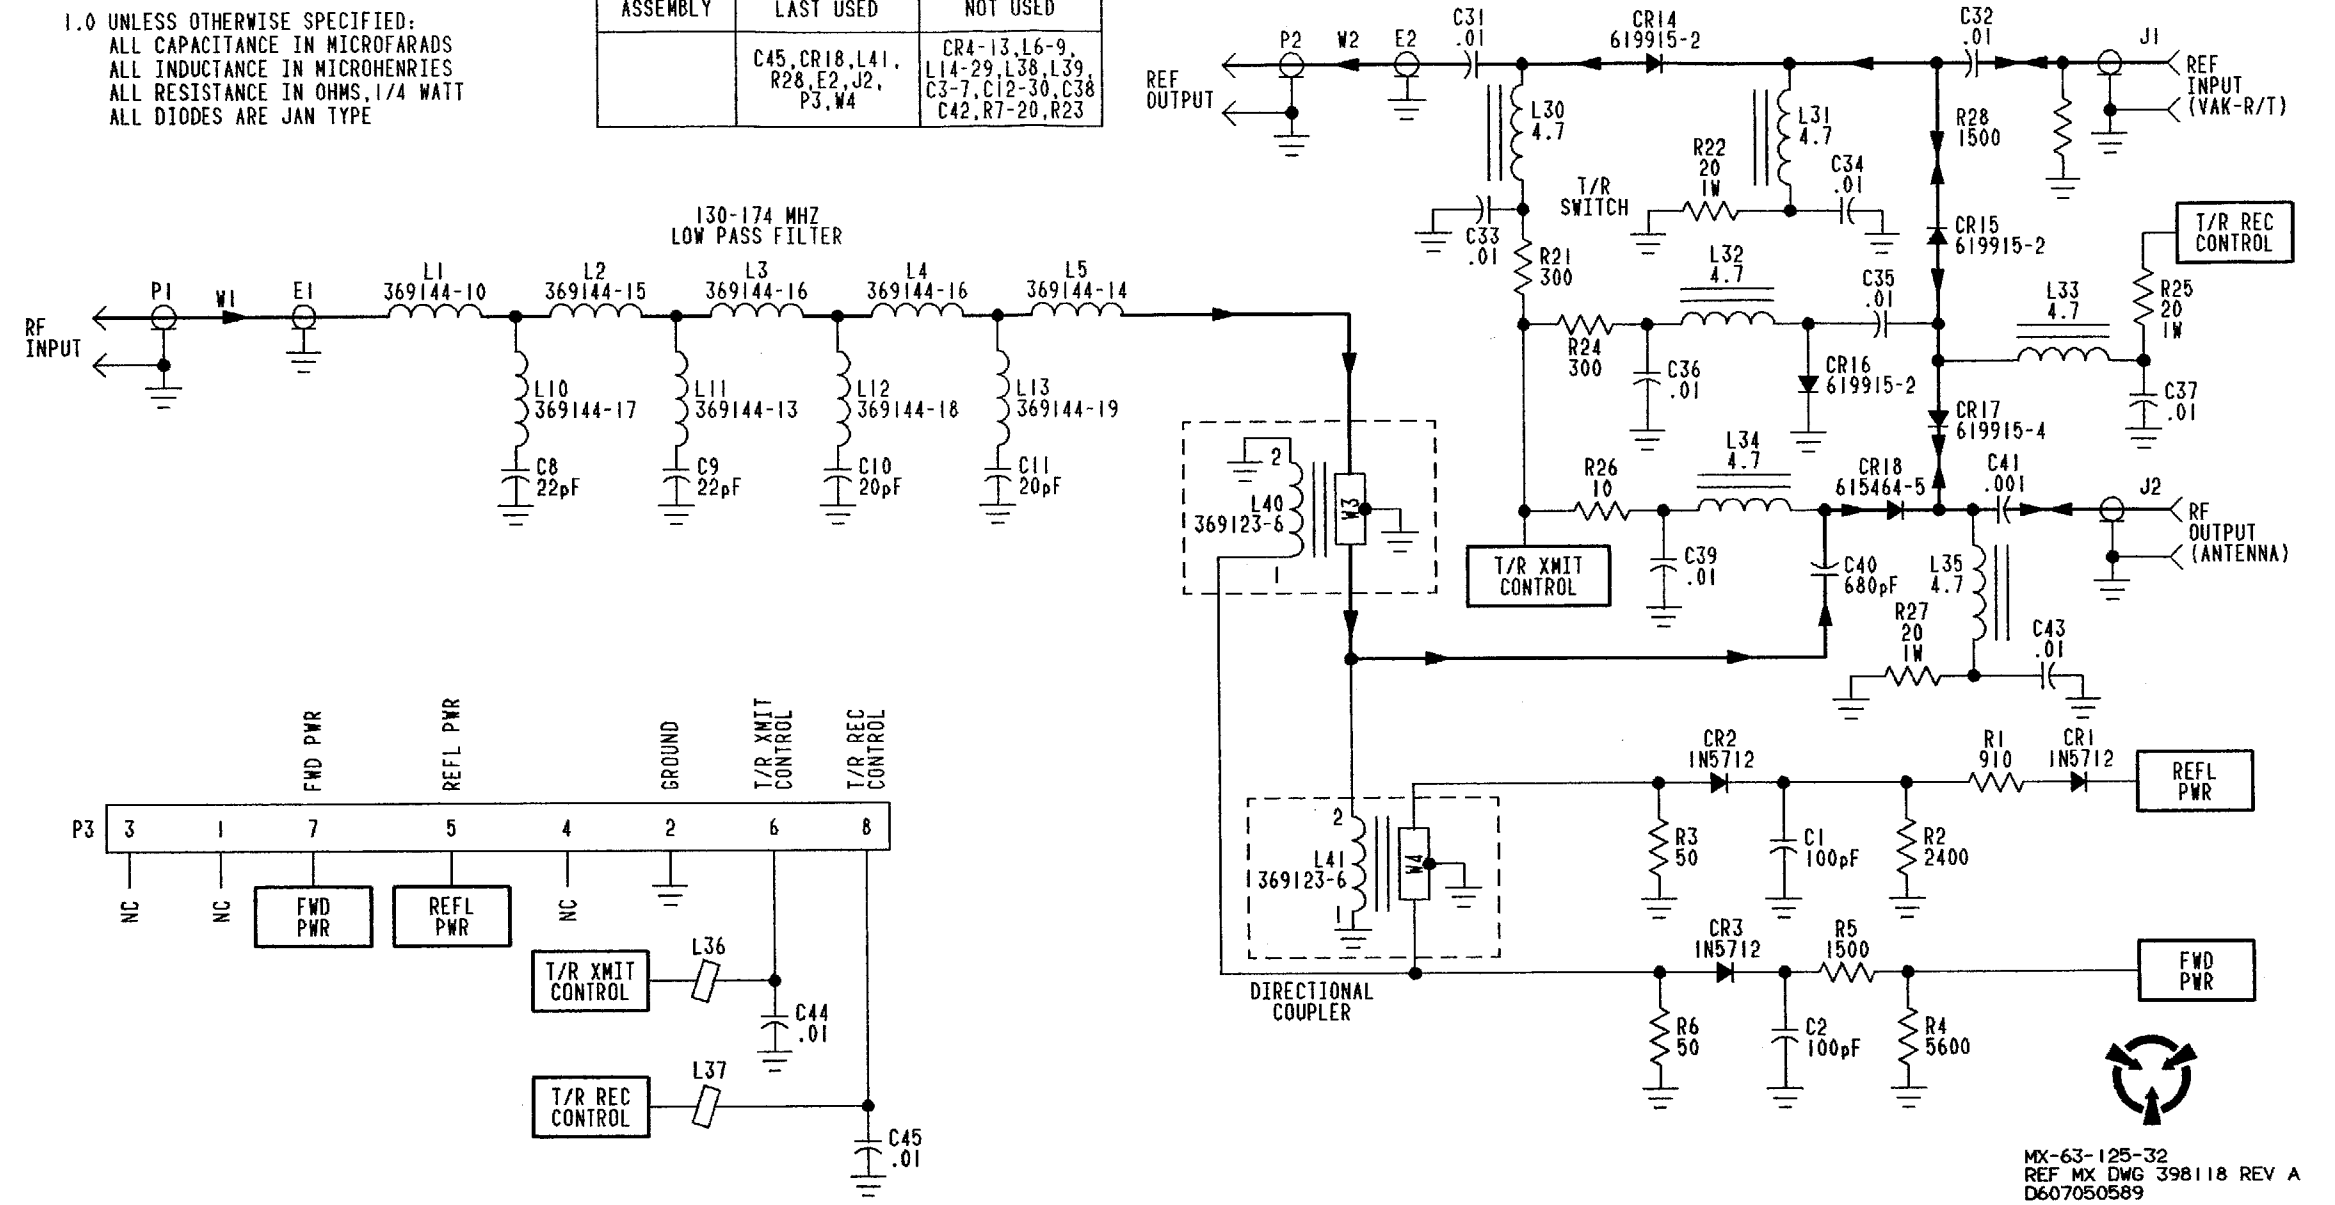 1.0 UNLESS OTHERWISE SPECIFIED:
ALL CAPACITANCE IN MICROFARADS
ALL INDUCTANCE IN MICROHENRIES
ALL RESISTANCE IN OHMS,1/4 WATT
ALL DIODES ARE JAN TYPE
ASSEMBLY
LAST USED
NOT USED
C45,CR18,L41,
R28,E2,J2,
P3,W4
CR4-13,L6-9,
L14-29,L38,L39,
C3-7,C12-30,C38
C42,R7-20,R23
REF
OUTPUT
P2
W2
E2
C31
.01
CR14
619915-2
C32
.01
J1
REF
INPUT
(VAK-R/T)
L30
4.7
L31
4.7
R28
1500
R22
20
1W
C34
.01
T/R
SWITCH
C33
.01
R21
300
CR15
619915-2
T/R REC
CONTROL
R25
20
1W
L32
4.7
C35
.01
L33
4.7
R24
300
C36
.01
CR16
619915-2
C37
.01
CR17
619915-4
L34
4.7
R26
10
CR18
615464-5
C41
.001
J2
RF
OUTPUT
(ANTENNA)
T/R XMIT
CONTROL
C39
.01
C40
680pF
L35
4.7
R27
20
1W
C43
.01
130-174 MHZ
LOW PASS FILTER
RF
INPUT
P1
W1
E1
L1
369144-10
L2
369144-15
L3
369144-16
L4
369144-16
L5
369144-14
L10
369144-17
L11
369144-13
L12
369144-18
L13
369144-19
C8
22pF
C9
22pF
C10
20pF
C11
20pF
2
L40
369123-6
1
W3
FWD PWR
REFL PWR
GROUND
T/R XMIT
CONTROL
T/R REC
CONTROL
P3
3
1
7
5
4
2
6
8
NC
NC
FWD
PWR
REFL
PWR
NC
T/R XMIT
CONTROL
L36
C44
.01
T/R REC
CONTROL
L37
C45
.01
2
L41
369123-6
1
W4
DIRECTIONAL
COUPLER
CR2
1N5712
R1
910
CR1
1N5712
REFL
PWR
R3
50
C1
100pF
R2
2400
CR3
1N5712
R5
1500
FWD
PWR
R6
50
C2
100pF
R4
5600
MX-63-125-32
REF MX DWG 398118 REV A
D607050589